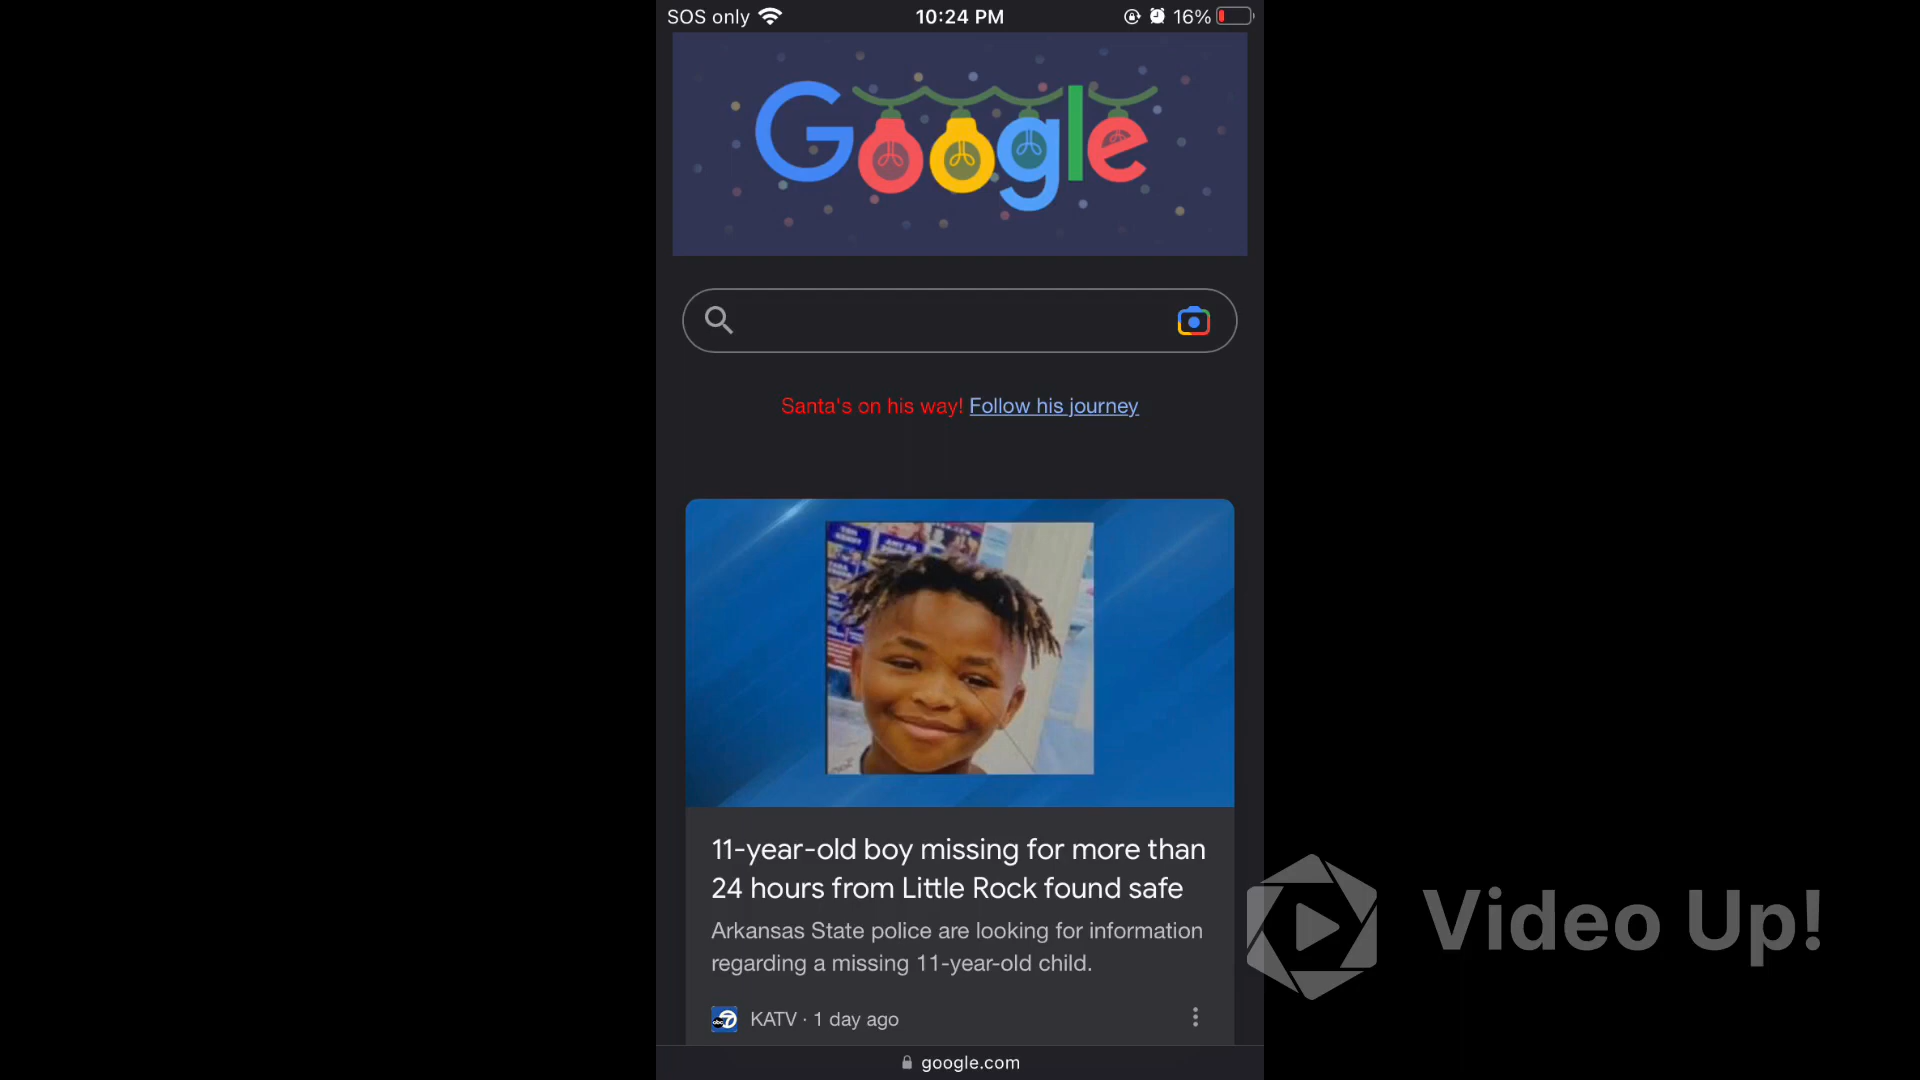 SOS only 10:24 PM 16%
Google
Santa's on his way! Follow his journey
11-year-old boy missing for more than
24 hours from Little Rock found safe
Arkansas State police are looking for information
regarding a missing 11-year-old child.
abc 7 KATV · 1 day ago
google.com
Video Up!